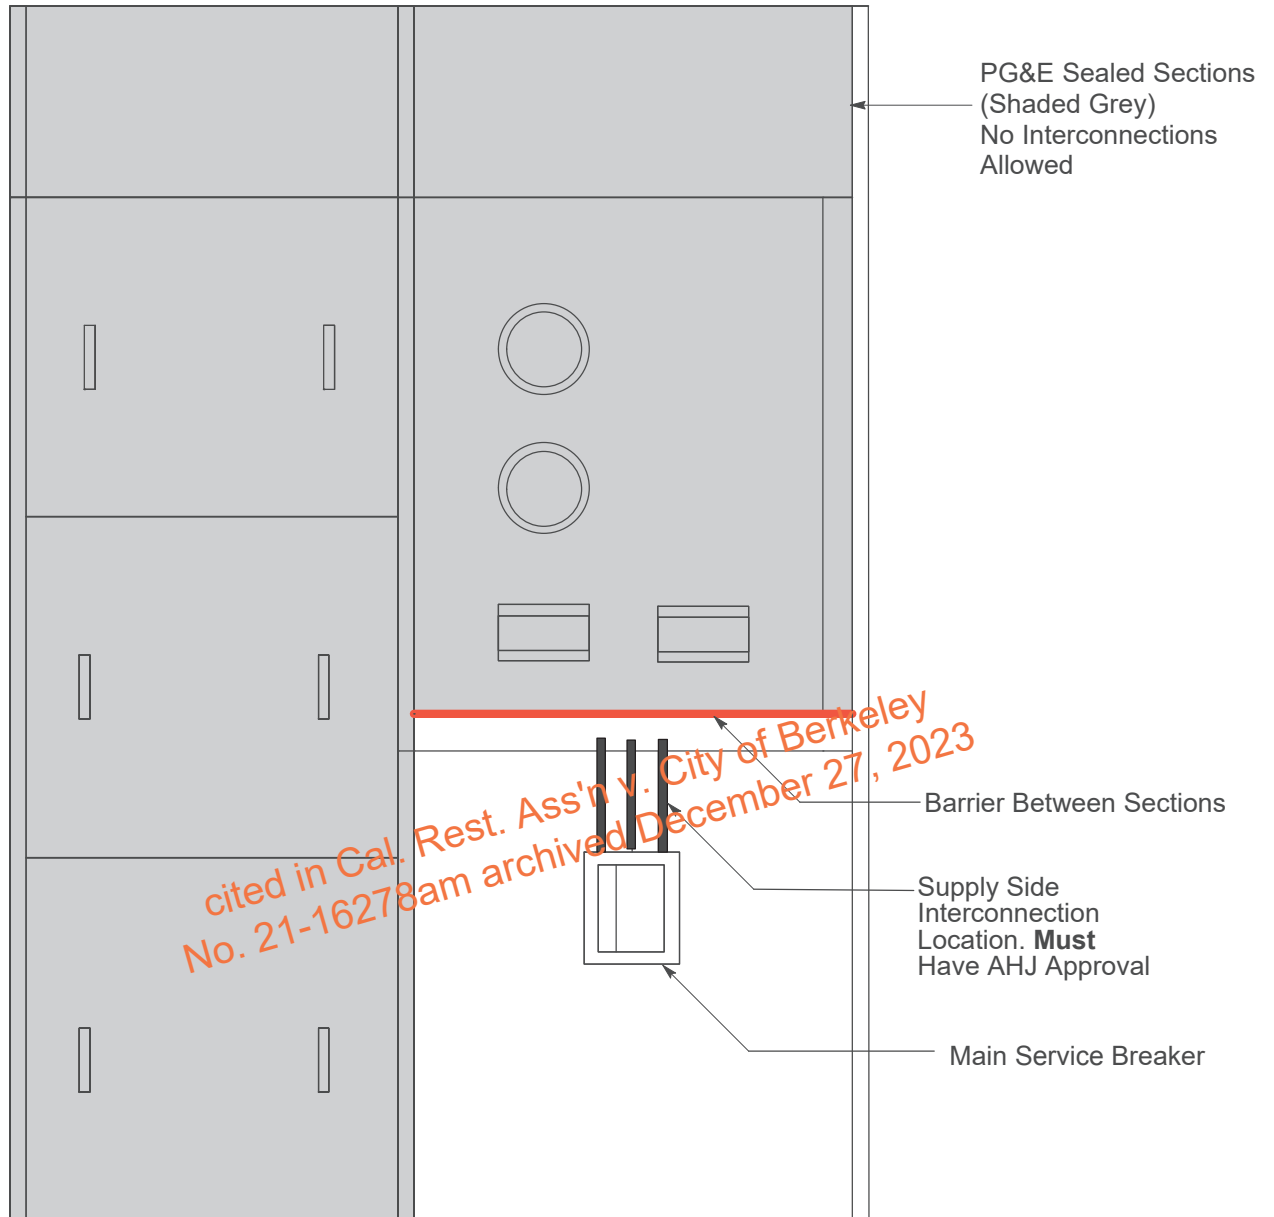 PG&E Sealed Sections
(Shaded Grey)
No Interconnections
Allowed
cited in Cal. Rest. Ass'n v. City of Berkeley
No. 21-16278am archived December 27, 2023
Barrier Between Sections
Supply Side
Interconnection
Location. Must
Have AHJ Approval
Main Service Breaker